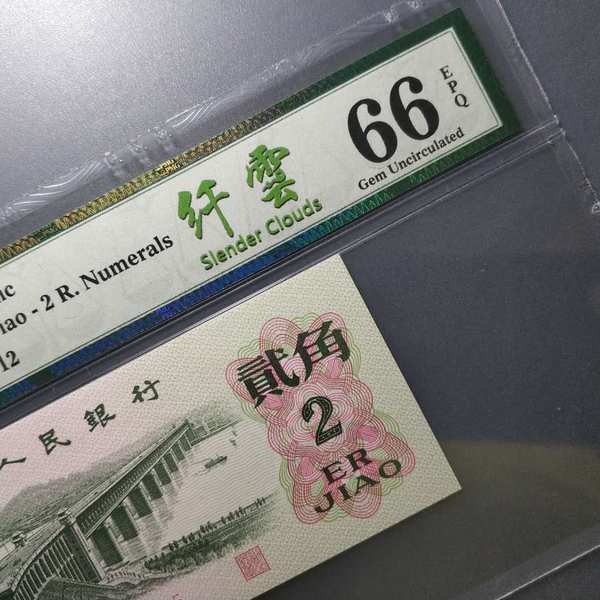 66
EPQ
Gem Uncirculated
纤雲
Slender Clouds
iao - 2 R. Numerals
12
人民銀行
貳角
2
ER
JIAO